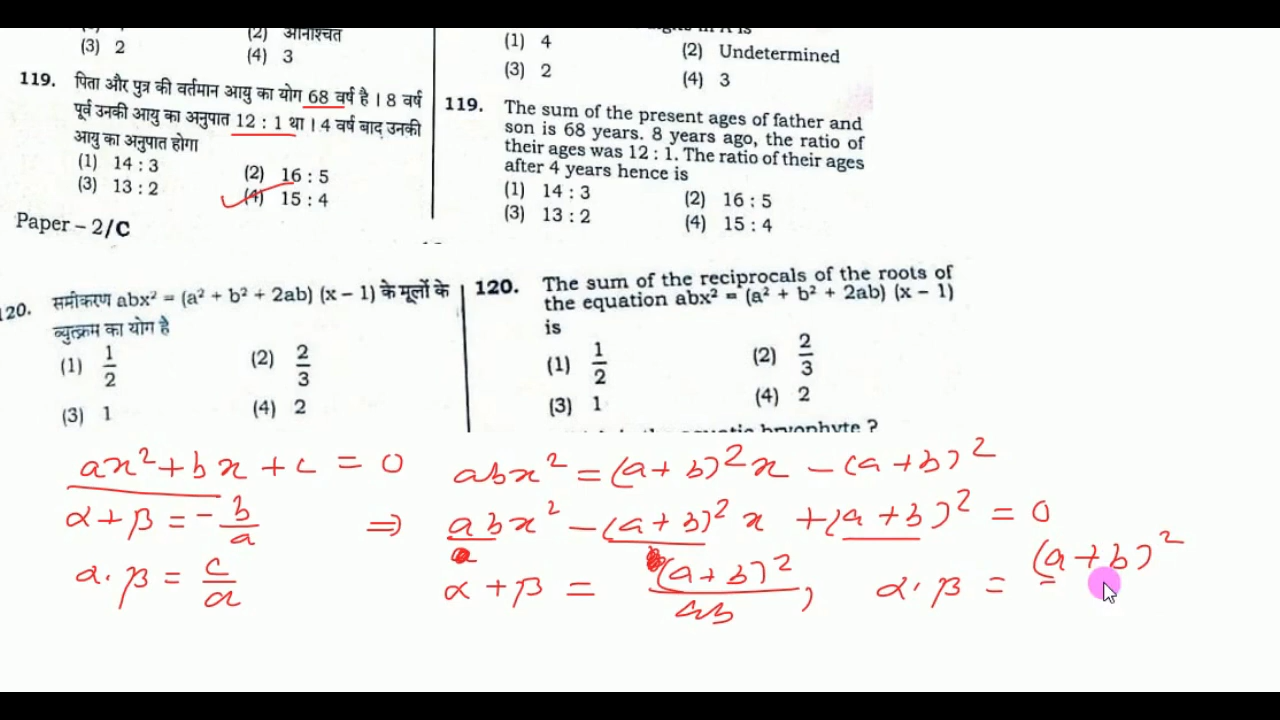 (3) 2
(2) अनिश्चित
(4) 3
119. पिता और पुत्र की वर्तमान आयु का योग 68 वर्ष है । 8 वर्ष
पूर्व उनकी आयु का अनुपात 12 : 1 था । 4 वर्ष बाद उनकी
आयु का अनुपात होगा
(1) 14 : 3
(2) 16 : 5
(3) 13 : 2
(4) 15 : 4
Paper – 2/C
(1) 4
(2) Undetermined
(3) 2
(4) 3
119. The sum of the present ages of father and
son is 68 years. 8 years ago, the ratio of
their ages was 12 : 1. The ratio of their ages
after 4 years hence is
(1) 14 : 3
(2) 16 : 5
(3) 13 : 2
(4) 15 : 4
120. समीकरण abx² = (a² + b² + 2ab) (x – 1) के मूलों के
व्युत्क्रम का योग है
(1) 1/2
(2) 2/3
(3) 1
(4) 2
120. The sum of the reciprocals of the roots of
the equation abx² = (a² + b² + 2ab) (x – 1)
is
(1) 1/2
(2) 2/3
(3) 1
(4) 2
bryophyte ?
ax² + bx + c = 0
α + β = - b/a
α . β = c/a
abx² = (a + b)² x - (a + b)²
⇒ abx² - (a + b)² x + (a + b)² = 0
α + β = (a + b)²/ab , α . β = (a + b)²